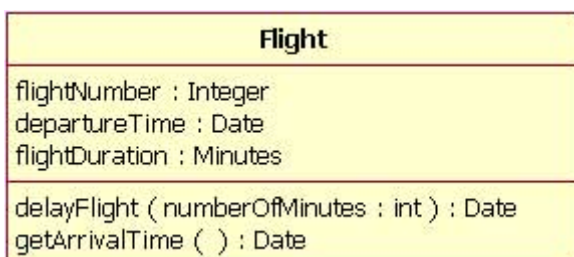 Flight
flightNumber : Integer
departureTime : Date
flightDuration : Minutes
delayFlight ( numberOfMinutes : int ) : Date
getArrivalTime ( ) : Date